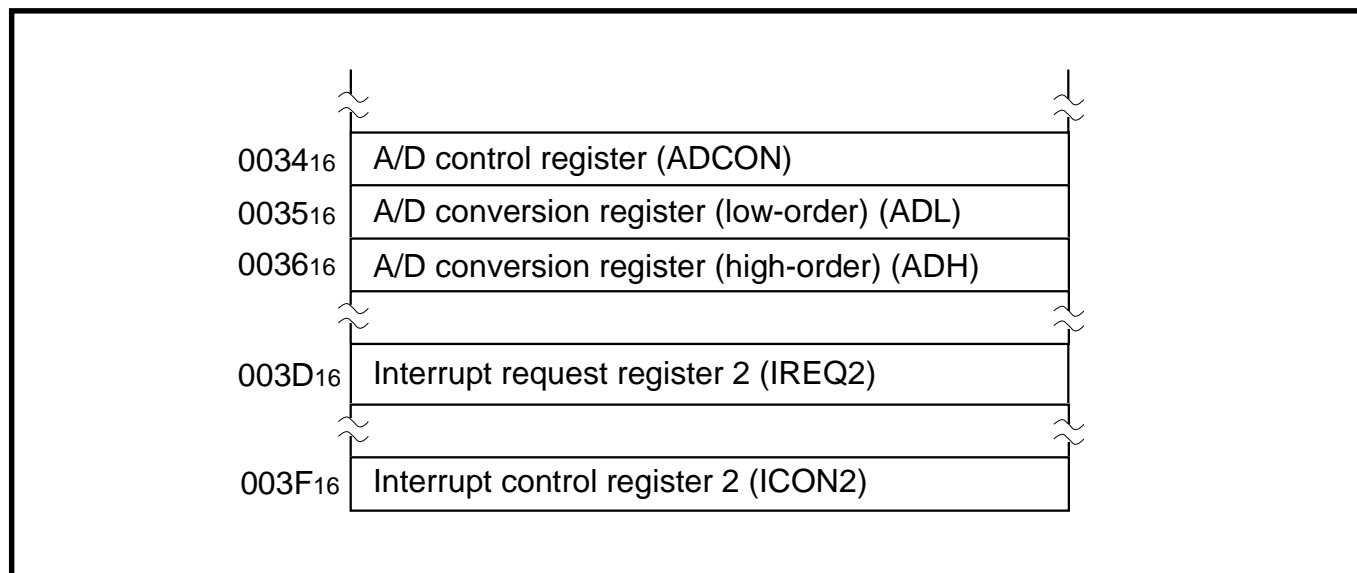 0034₁₆ A/D control register (ADCON)
0035₁₆ A/D conversion register (low-order) (ADL)
0036₁₆ A/D conversion register (high-order) (ADH)
003D₁₆ Interrupt request register 2 (IREQ2)
003F₁₆ Interrupt control register 2 (ICON2)